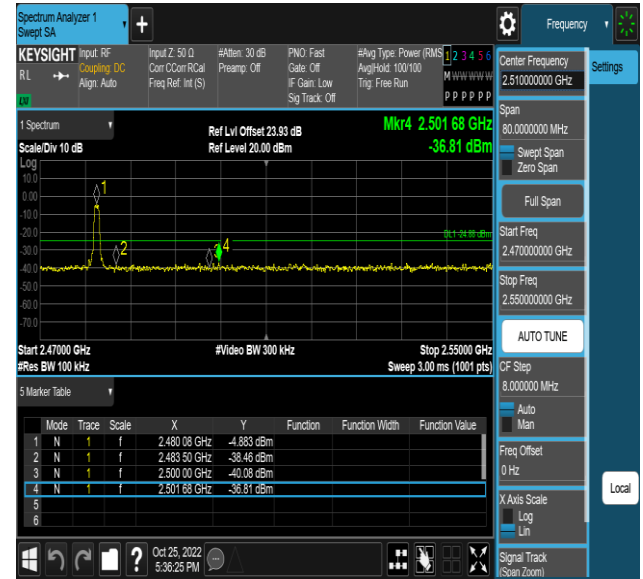 Spectrum Analyzer 1
Swept SA
+
Frequency
KEYSIGHT
RL
Input: RF
Coupling: DC
Align: Auto
Input Z: 50 Ω
Corr CCorr RCal
Freq Ref: Int (S)
#Atten: 30 dB
Preamp: Off
PNO: Fast
Gate: Off
IF Gain: Low
Sig Track: Off
#Avg Type: Power (RMS
Avg|Hold: 100/100
Trig: Free Run
1 2 3 4 5 6
M W W W W W
P P P P P P
1 Spectrum
Scale/Div 10 dB
Ref Lvl Offset 23.93 dB
Ref Level 20.00 dBm
Mkr4 2.501 68 GHz
-36.81 dBm
Log
10.0
0.00
-10.0
-20.0
-30.0
-40.0
-50.0
-60.0
-70.0
1
2
3
4
DL1 -24.88 dBm
Start 2.47000 GHz
#Res BW 100 kHz
#Video BW 300 kHz
Stop 2.55000 GHz
Sweep 3.00 ms (1001 pts)
5 Marker Table
Mode Trace Scale X Y Function Function Width Function Value
1 N 1 f 2.480 08 GHz -4.883 dBm
2 N 1 f 2.483 50 GHz -38.46 dBm
3 N 1 f 2.500 00 GHz -40.08 dBm
4 N 1 f 2.501 68 GHz -36.81 dBm
5
6
Oct 25, 2022
5:36:25 PM
Center Frequency
2.510000000 GHz
Settings
Span
80.0000000 MHz
Swept Span
Zero Span
Full Span
Start Freq
2.470000000 GHz
Stop Freq
2.550000000 GHz
AUTO TUNE
CF Step
8.000000 MHz
Auto
Man
Freq Offset
0 Hz
Local
X Axis Scale
Log
Lin
Signal Track
(Span Zoom)